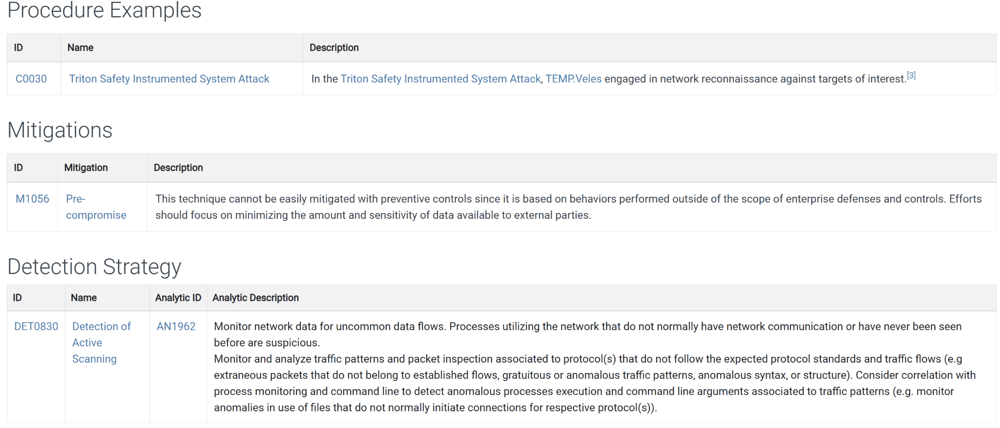 Procedure Examples
ID Name Description
C0030 Triton Safety Instrumented System Attack In the Triton Safety Instrumented System Attack, TEMP.Veles engaged in network reconnaissance against targets of interest.[3]
Mitigations
ID Mitigation Description
M1056 Pre- This technique cannot be easily mitigated with preventive controls since it is based on behaviors performed outside of the scope of enterprise defenses and controls. Efforts
compromise should focus on minimizing the amount and sensitivity of data available to external parties.
Detection Strategy
ID Name Analytic ID Analytic Description
DET0830 Detection of AN1962 Monitor network data for uncommon data flows. Processes utilizing the network that do not normally have network communication or have never been seen
Active before are suspicious.
Scanning Monitor and analyze traffic patterns and packet inspection associated to protocol(s) that do not follow the expected protocol standards and traffic flows (e.g
extraneous packets that do not belong to established flows, gratuitous or anomalous traffic patterns, anomalous syntax, or structure). Consider correlation with
process monitoring and command line to detect anomalous processes execution and command line arguments associated to traffic patterns (e.g. monitor
anomalies in use of files that do not normally initiate connections for respective protocol(s)).